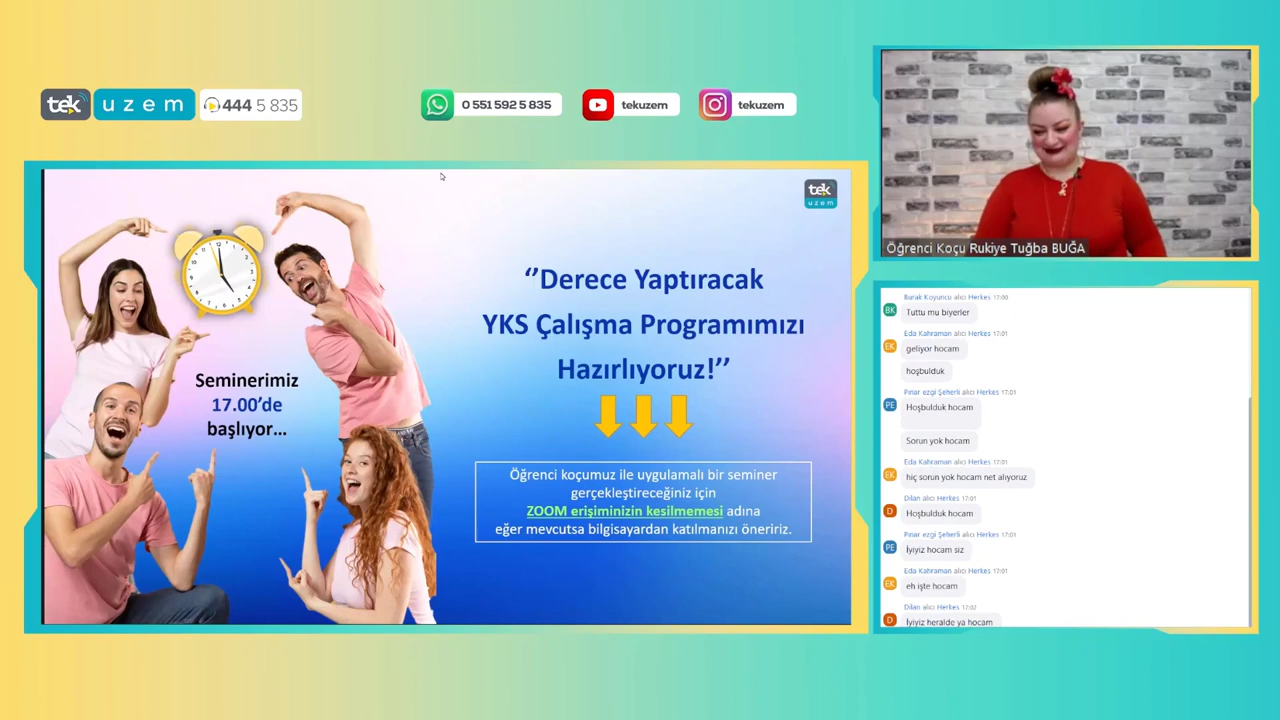 tek uzem 444 5 835
0 551 592 5 835
tekuzem
tekuzem
tek
uzem
Seminerimiz
17.00’de
başlıyor...
‘’Derece Yaptıracak
YKS Çalışma Programımızı
Hazırlıyoruz!’’
Öğrenci koçumuz ile uygulamalı bir seminer
gerçekleştireceğiniz için
ZOOM erişiminizin kesilmemesi adına
eğer mevcutsa bilgisayardan katılmanızı öneririz.
Öğrenci Koçu Rukiye Tuğba BUĞA
Burak Koyuncu alıcı Herkes 17:00
BK
Tuttu mu biyerler
Eda Kahraman alıcı Herkes 17:01
EK
geliyor hocam
hoşbulduk
Pınar ezgi Şeherli alıcı Herkes 17:01
PE
Hoşbulduk hocam
Sorun yok hocam
Eda Kahraman alıcı Herkes 17:01
EK
hiç sorun yok hocam net alıyoruz
Dilan alıcı Herkes 17:01
D
Hoşbulduk hocam
Pınar ezgi Şeherli alıcı Herkes 17:01
PE
İyiyiz hocam siz
Eda Kahraman alıcı Herkes 17:01
EK
eh işte hocam
Dilan alıcı Herkes 17:02
D
İyiyiz heralde ya hocam